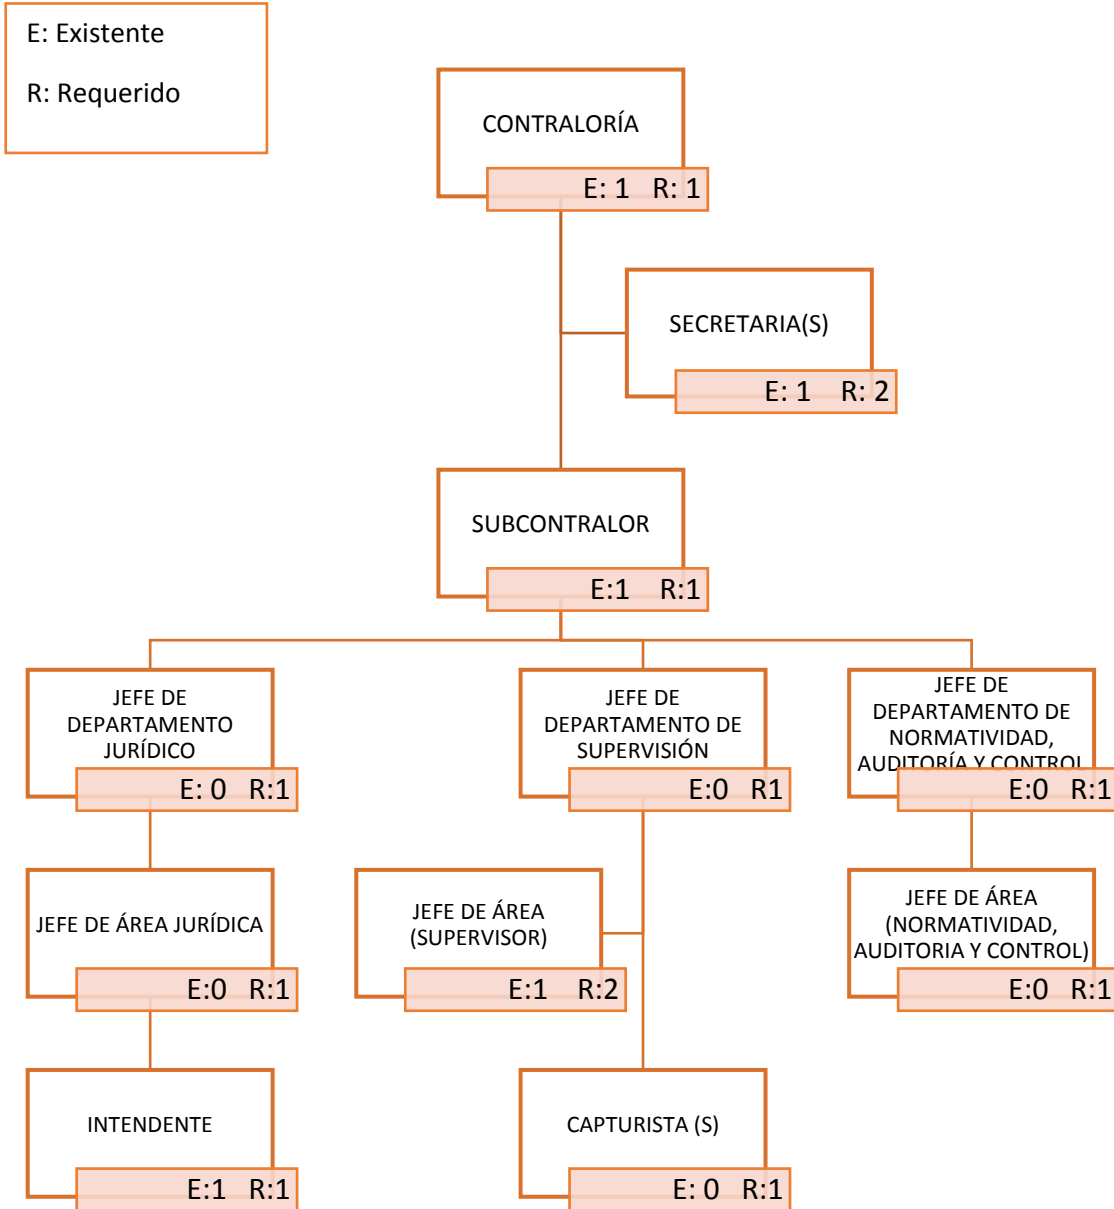 E: Existente
R: Requerido
CONTRALORÍA
E: 1 R: 1
SECRETARIA(S)
E: 1 R: 2
SUBCONTRALOR
E:1 R:1
JEFE DE
DEPARTAMENTO
JURÍDICO
E: 0 R:1
JEFE DE
DEPARTAMENTO DE
SUPERVISIÓN
E:0 R1
JEFE DE
DEPARTAMENTO DE
NORMATIVIDAD,
AUDITORÍA Y CONTROL
E:0 R:1
JEFE DE ÁREA JURÍDICA
E:0 R:1
JEFE DE ÁREA
(SUPERVISOR)
E:1 R:2
JEFE DE ÁREA
(NORMATIVIDAD,
AUDITORIA Y CONTROL)
E:0 R:1
INTENDENTE
E:1 R:1
CAPTURISTA (S)
E: 0 R:1